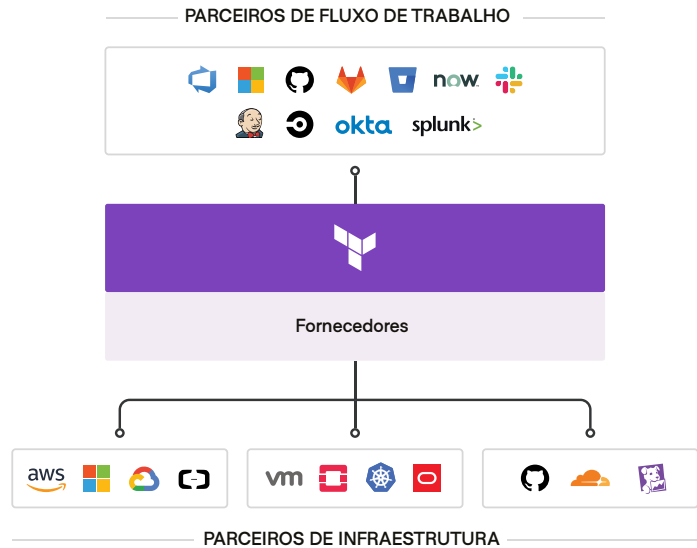 PARCEIROS DE FLUXO DE TRABALHO
now
okta splunk>
Fornecedores
aws
vm
PARCEIROS DE INFRAESTRUTURA